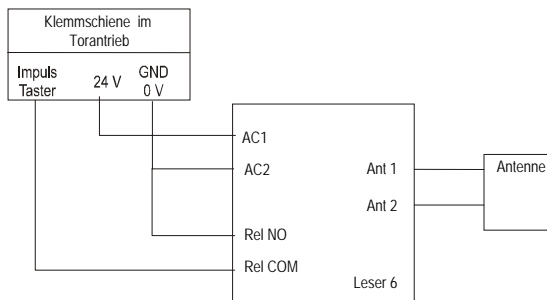 Klemmschiene im
Torantrieb
Impuls
Taster
24 V
GND
0 V
AC1
AC2
Ant 1
Ant 2
Antenne
Rel NO
Rel COM
Leser 6